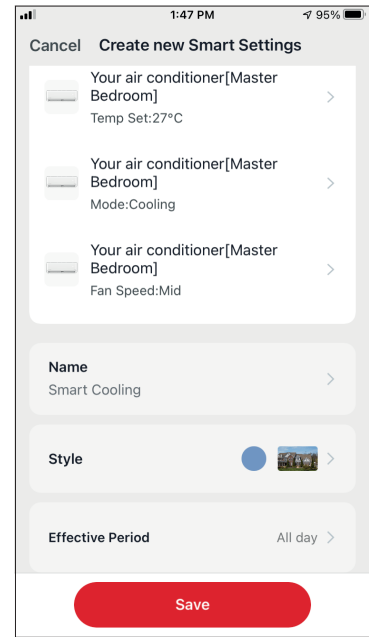 1:47 PM 95%
Cancel Create new Smart Settings
Your air conditioner[Master
Bedroom]
Temp Set:27°C
Your air conditioner[Master
Bedroom]
Mode:Cooling
Your air conditioner[Master
Bedroom]
Fan Speed:Mid
Name
Smart Cooling
Style
Effective Period All day
Save